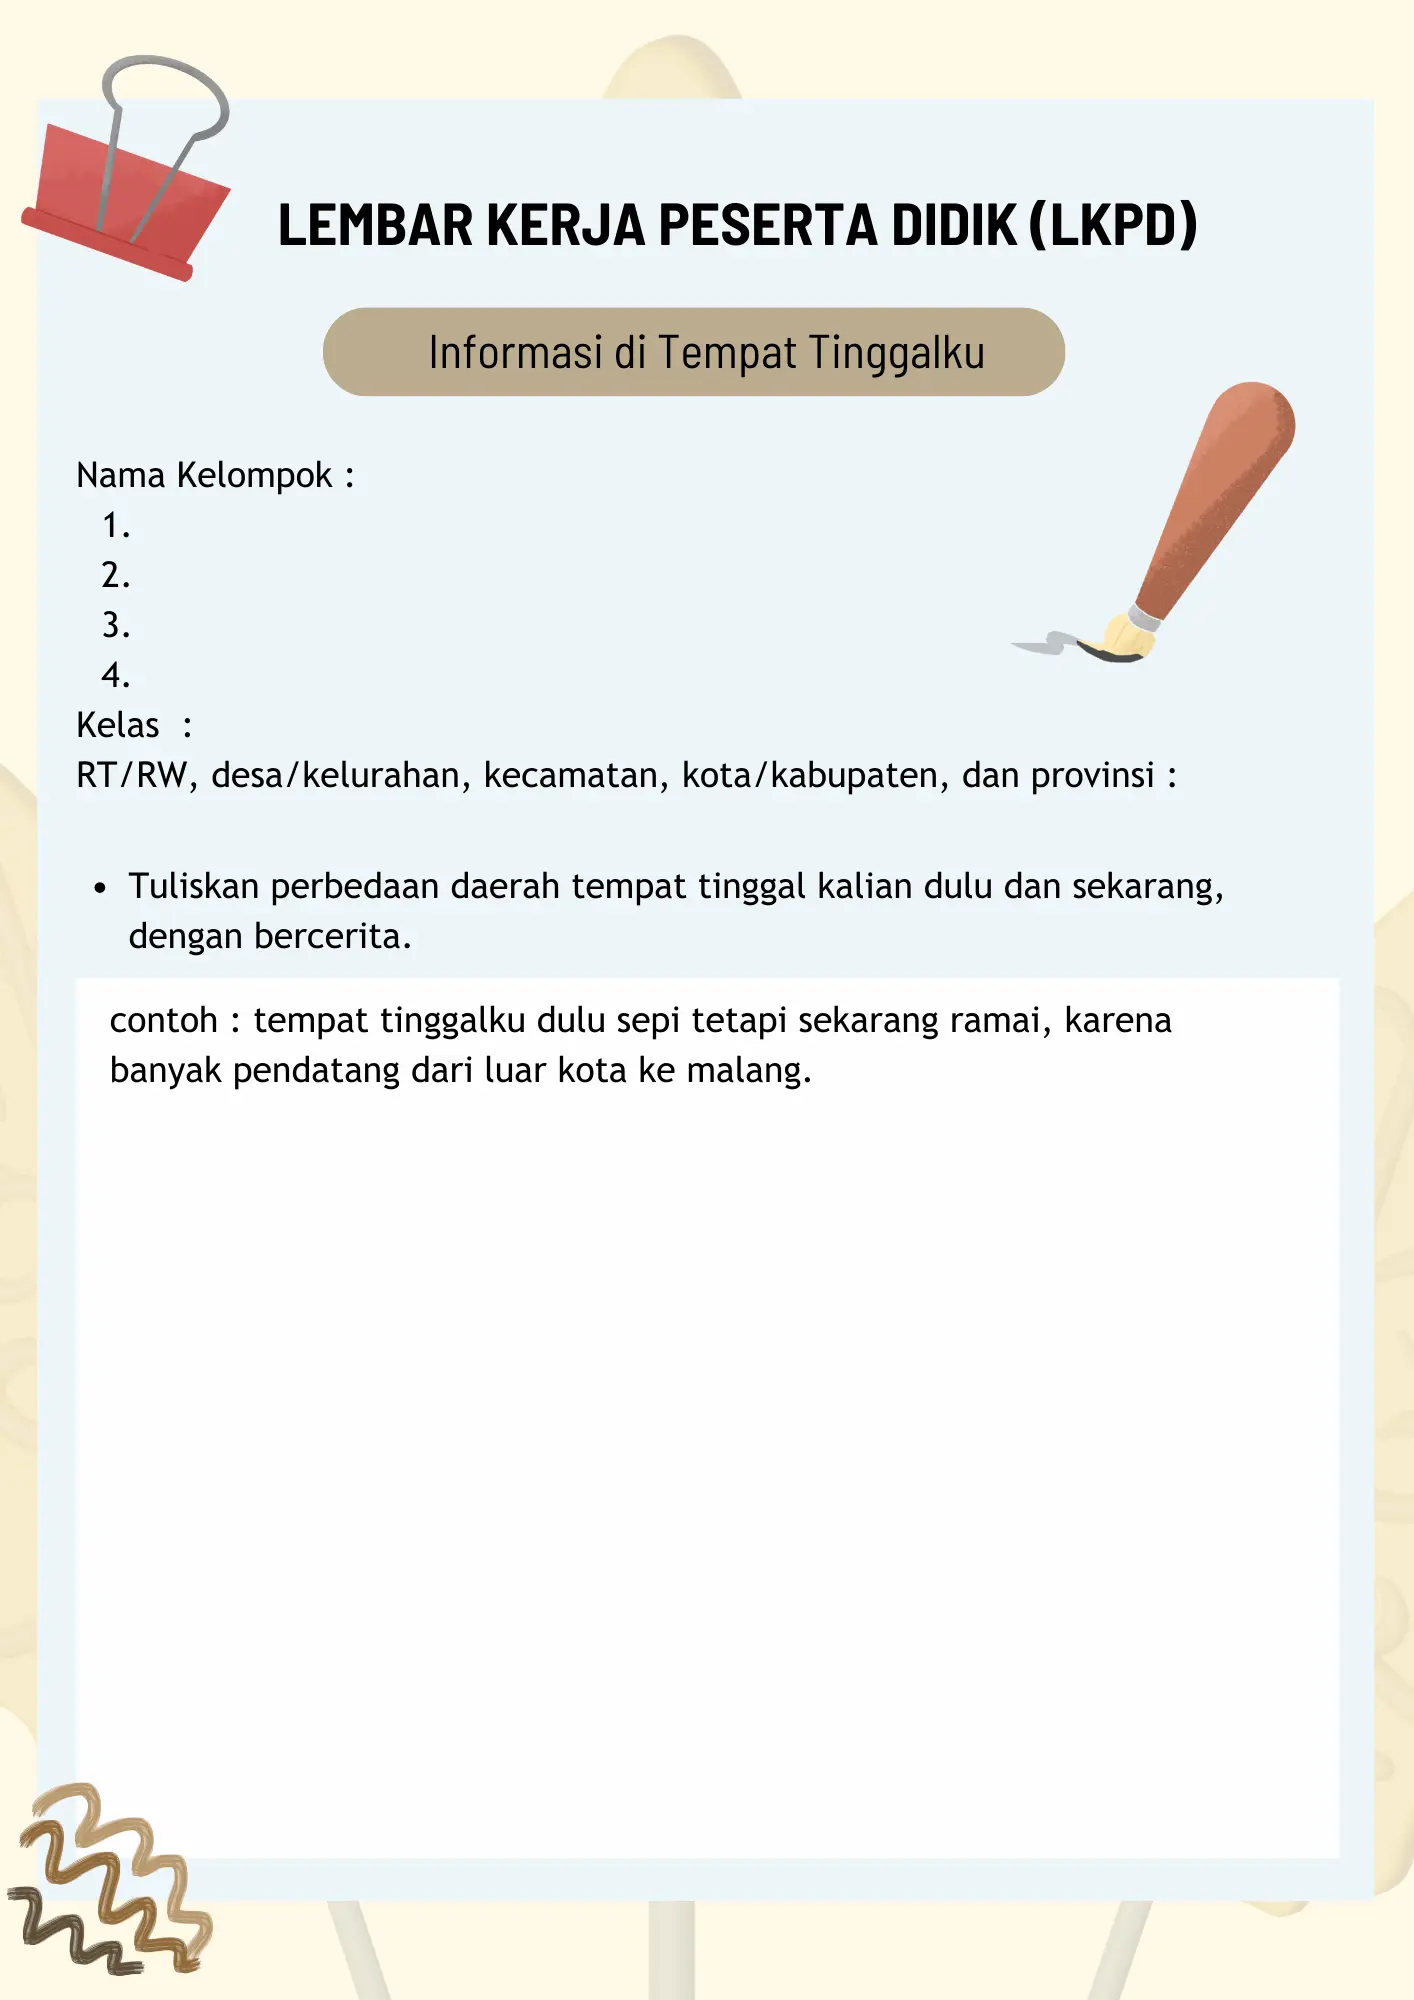 LEMBAR KERJA PESERTA DIDIK (LKPD)
Informasi di Tempat Tinggalku
Nama Kelompok :
1.
2.
3.
4.
Kelas  :
RT/RW, desa/kelurahan, kecamatan, kota/kabupaten, dan provinsi :
• Tuliskan perbedaan daerah tempat tinggal kalian dulu dan sekarang,
dengan bercerita.
contoh : tempat tinggalku dulu sepi tetapi sekarang ramai, karena
banyak pendatang dari luar kota ke malang.